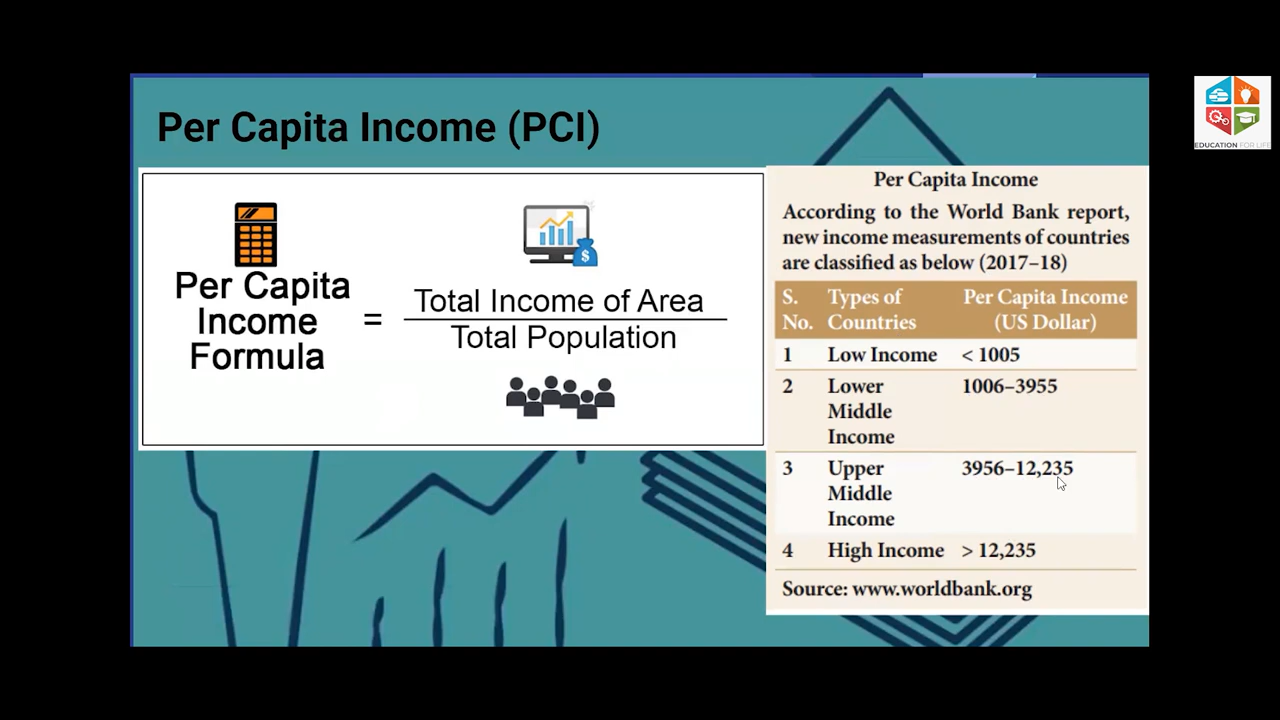 Per Capita Income (PCI)
Per Capita
Income
Formula
=
Total Income of Area
Total Population
$
Per Capita Income
According to the World Bank report,
new income measurements of countries
are classified as below (2017–18)
S. No. Types of Countries Per Capita Income (US Dollar)
1 Low Income < 1005
2 Lower Middle Income 1006–3955
3 Upper Middle Income 3956–12,235
4 High Income > 12,235
Source: www.worldbank.org
EDUCATION FOR LIFE